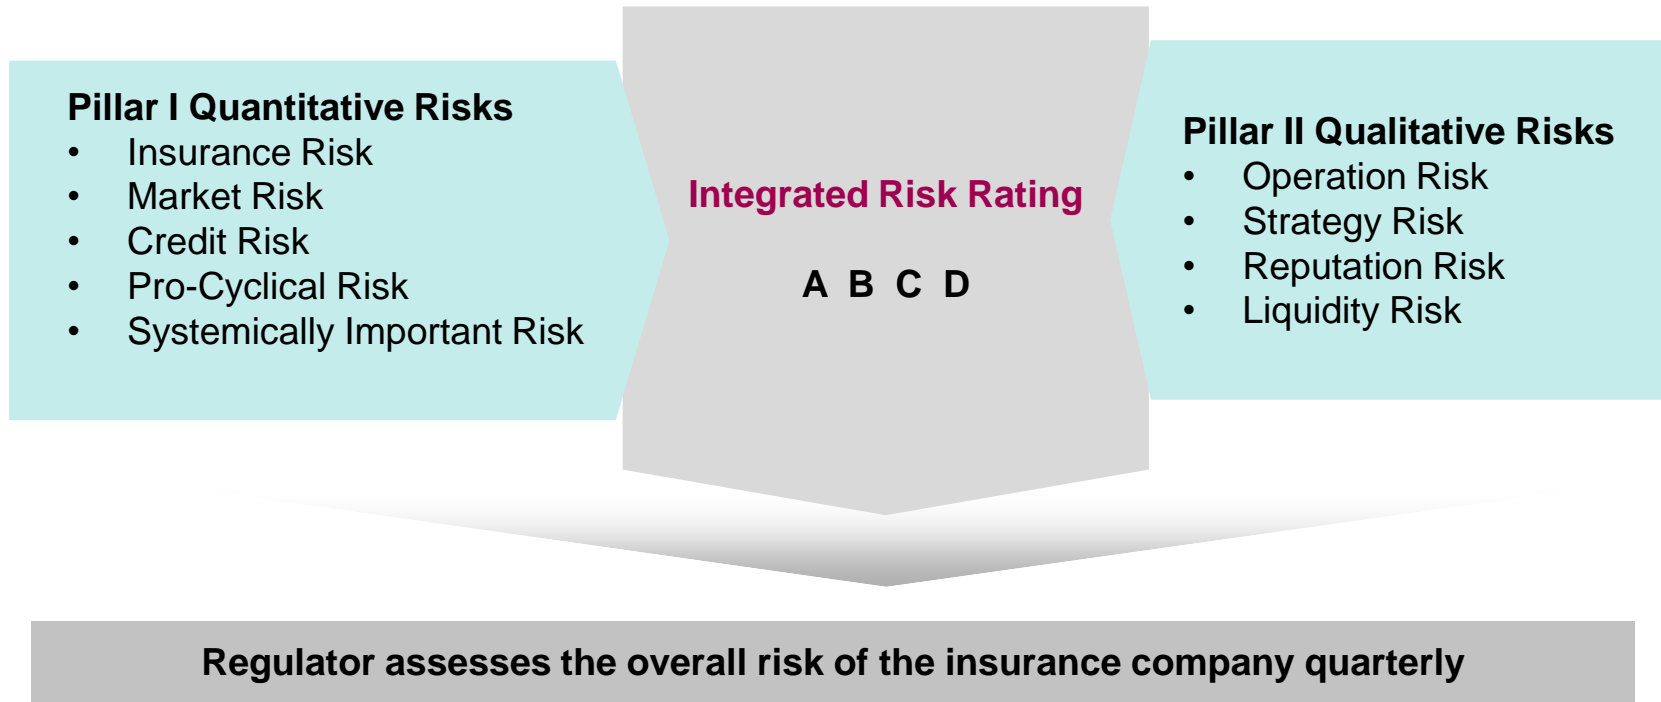 Pillar I Quantitative Risks
• Insurance Risk
• Market Risk
• Credit Risk
• Pro-Cyclical Risk
• Systemically Important Risk
Integrated Risk Rating
A B C D
Pillar II Qualitative Risks
• Operation Risk
• Strategy Risk
• Reputation Risk
• Liquidity Risk
Regulator assesses the overall risk of the insurance company quarterly